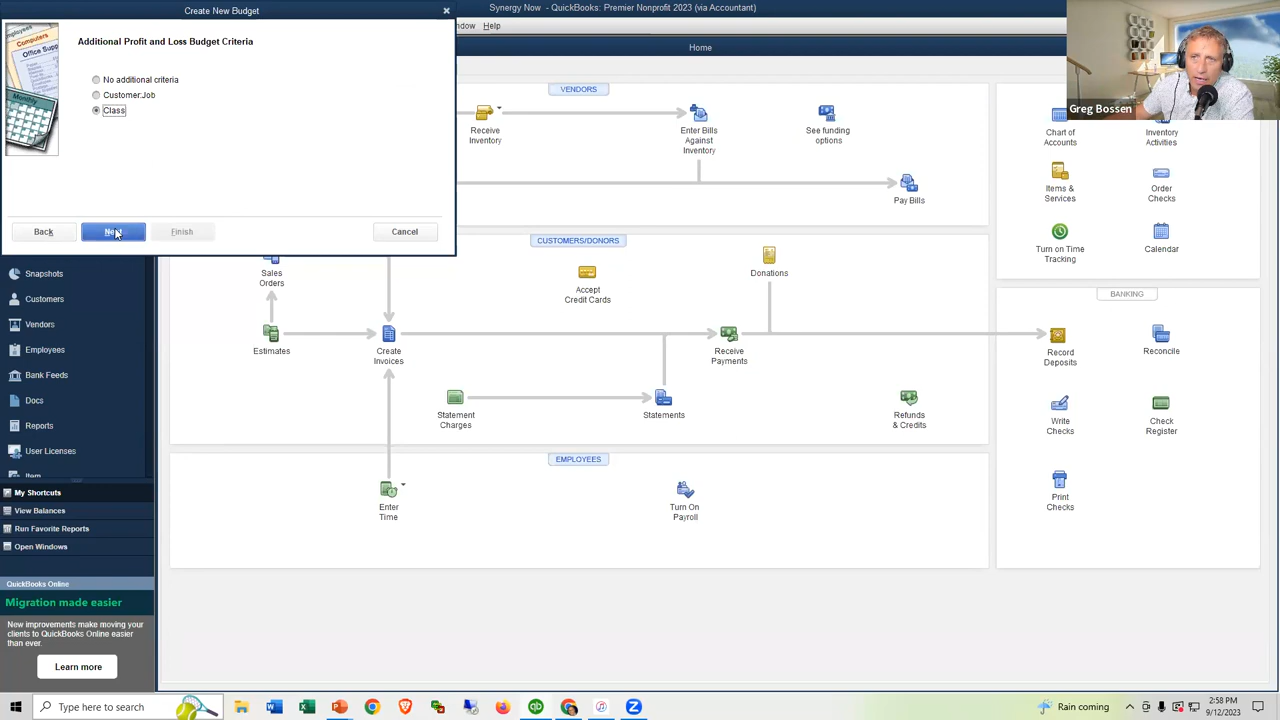 Create New Budget
Synergy Now - QuickBooks: Premier Nonprofit 2023 (via Accountant)
Help
Home
Additional Profit and Loss Budget Criteria
No additional criteria
Customer:Job
Class
Back
Finish
Cancel
Greg Bossen
VENDORS
Receive
Inventory
Enter Bills
Against
Inventory
See funding
options
Pay Bills
Chart of
Accounts
Inventory
Activities
Items &
Services
Order
Checks
Turn on Time
Tracking
Calendar
CUSTOMERS/DONORS
Sales
Orders
Accept
Credit Cards
Donations
Estimates
Create
Invoices
Receive
Payments
Statement
Charges
Statements
Refunds
& Credits
BANKING
Record
Deposits
Reconcile
Write
Checks
Check
Register
Print
Checks
EMPLOYEES
Enter
Time
Turn On
Payroll
Snapshots
Customers
Vendors
Employees
Bank Feeds
Docs
Reports
User Licenses
My Shortcuts
View Balances
Run Favorite Reports
Open Windows
QuickBooks Online
Migration made easier
New improvements make moving your
clients to QuickBooks Online easier
than ever.
Learn more
Type here to search
Rain coming
2:58 PM
9/12/2023